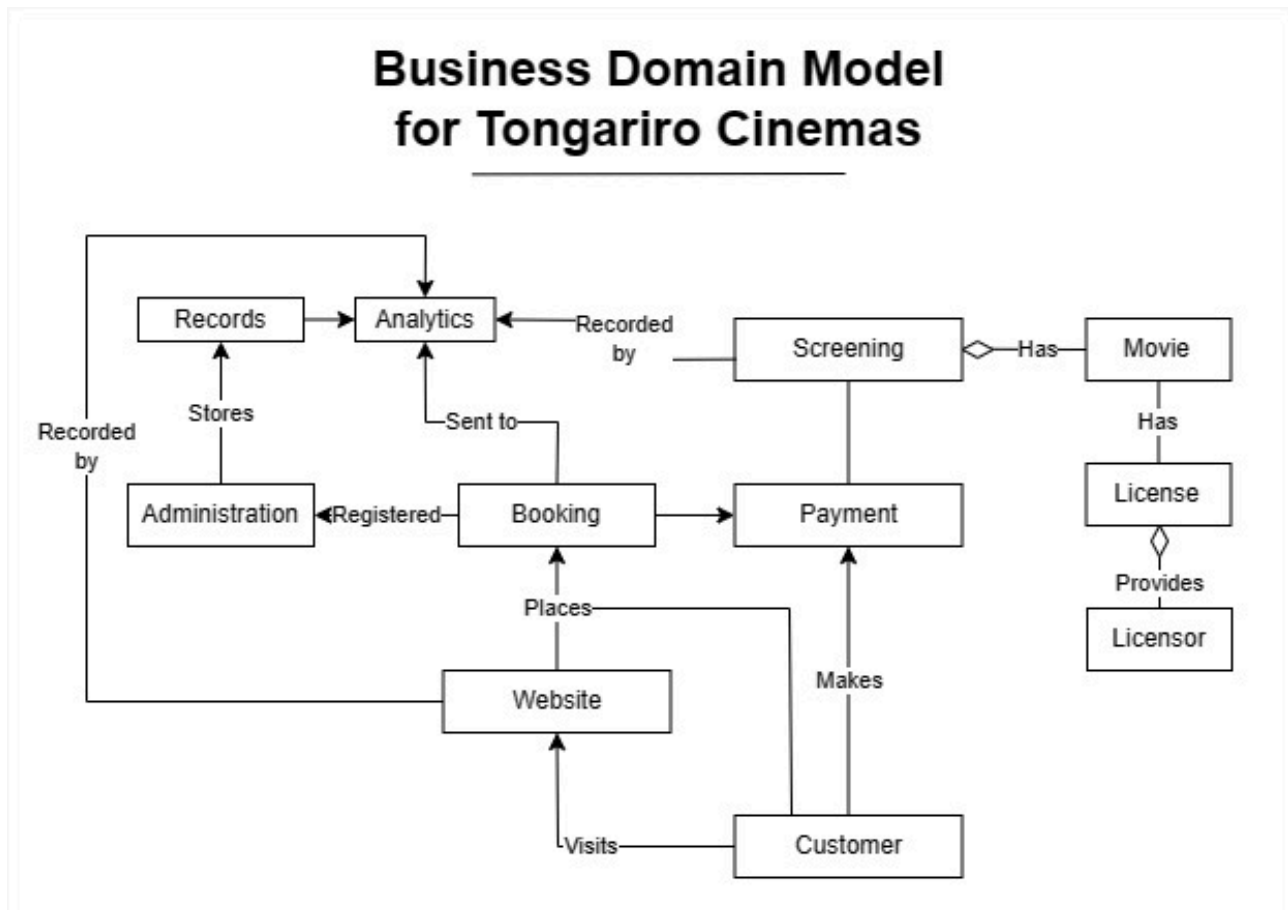 Business Domain Model
for Tongariro Cinemas
Records
Analytics
Recorded
by
Screening
Has
Movie
Stores
Sent to
Has
Recorded
by
Administration
Registered
Booking
Payment
License
Places
Provides
Licensor
Website
Makes
Visits
Customer